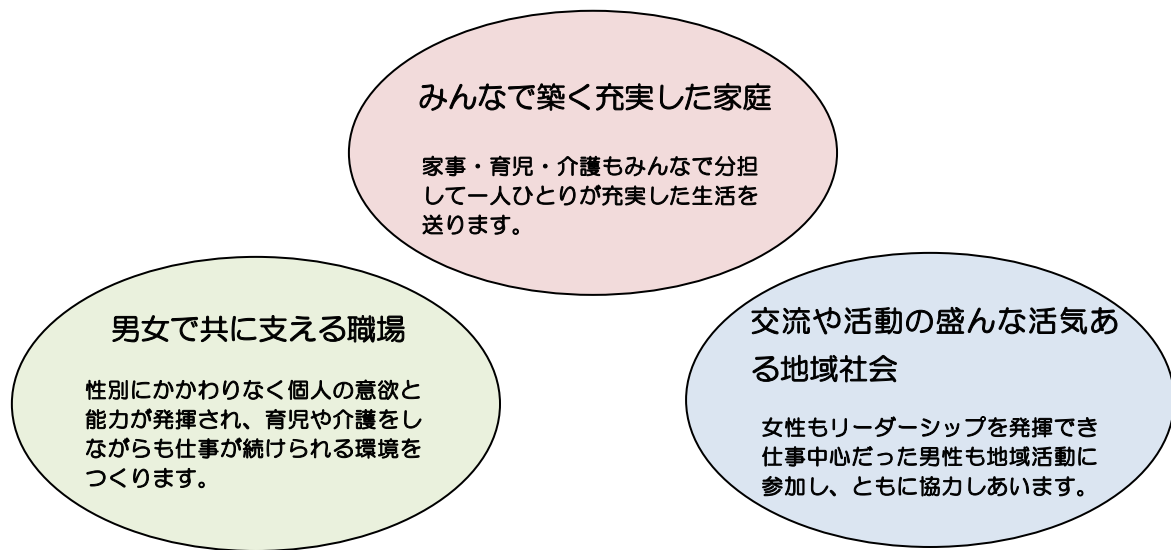 みんなで築く充実した家庭
家事・育児・介護もみんなで分担
して一人ひとりが充実した生活を
送ります。
男女で共に支える職場
性別にかかわりなく個人の意欲と
能力が発揮され、育児や介護をし
ながらも仕事が続けられる環境を
つくります。
交流や活動の盛んな活気あ
る地域社会
女性もリーダーシップを発揮でき
仕事中心だった男性も地域活動に
参加し、ともに協力しあいます。